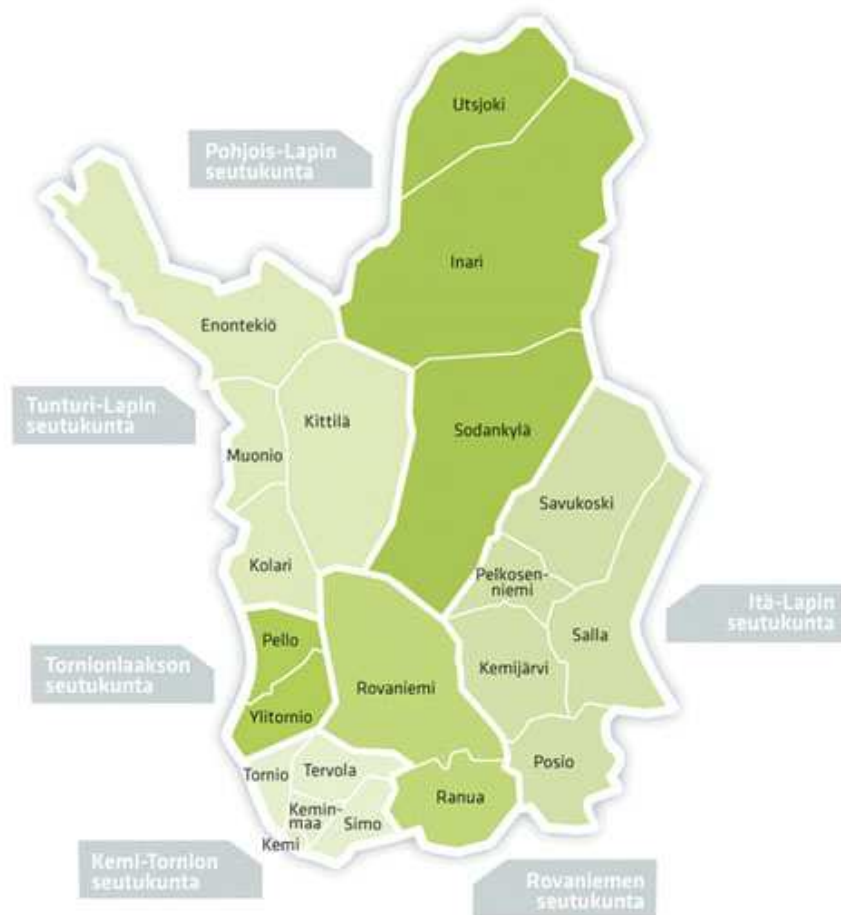 Utsjoki
Pohjois-Lapin
seutukunta
Inari
Enontekiö
Tunturi-Lapin
seutukunta
Kittilä
Sodankylä
Muonio
Savukoski
Kolari
Pelkosen-
niemi
Itä-Lapin
seutukunta
Salla
Pello
Tornionlaakson
seutukunta
Kemijärvi
Rovaniemi
Ylitornio
Posio
Tornio
Tervola
Ranua
Kemin-
maa
Simo
Kemi
Kemi-Tornion
seutukunta
Rovaniemen
seutukunta